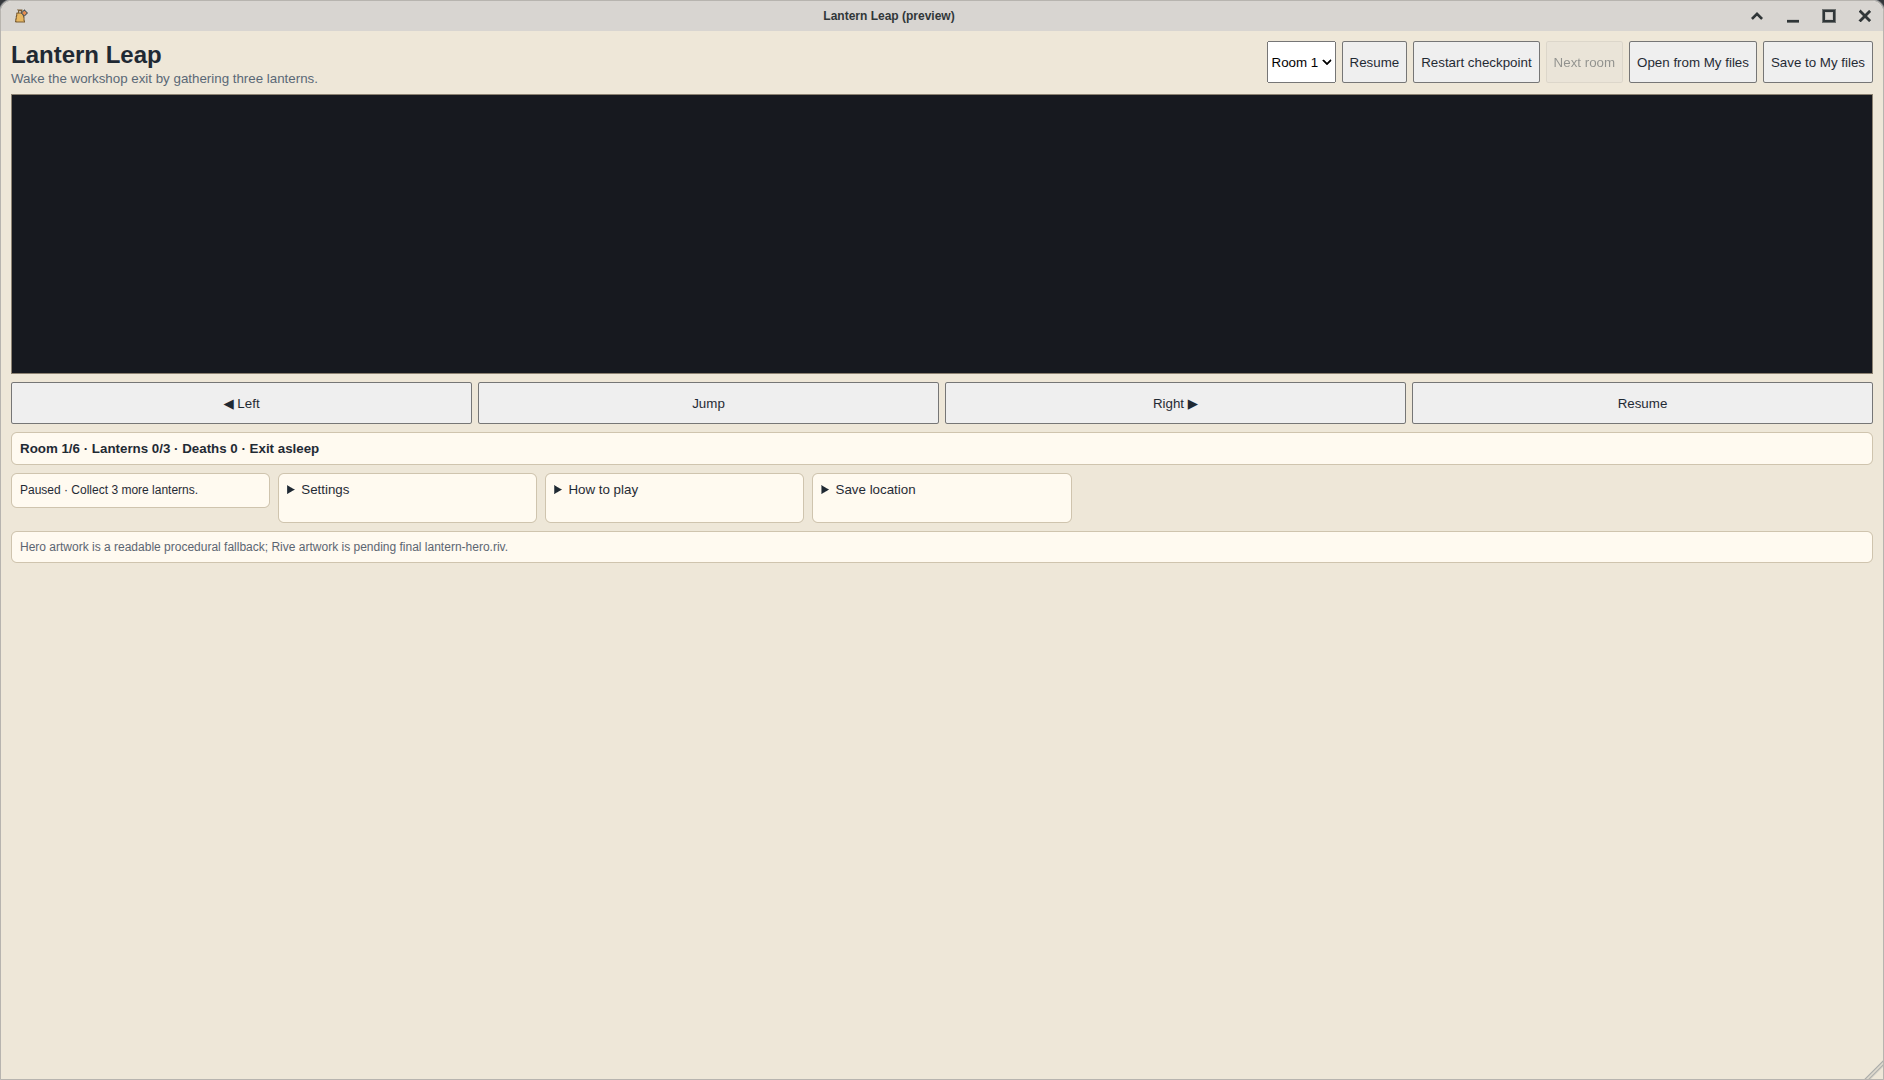 Lantern Leap (preview)
Lantern Leap
Wake the workshop exit by gathering three lanterns.
Room 1
Resume
Restart checkpoint
Next room
Open from My files
Save to My files
◀ Left
Jump
Right ▶
Resume
Room 1/6 · Lanterns 0/3 · Deaths 0 · Exit asleep
Paused · Collect 3 more lanterns.
▶ Settings
▶ How to play
▶ Save location
Hero artwork is a readable procedural fallback; Rive artwork is pending final lantern-hero.riv.